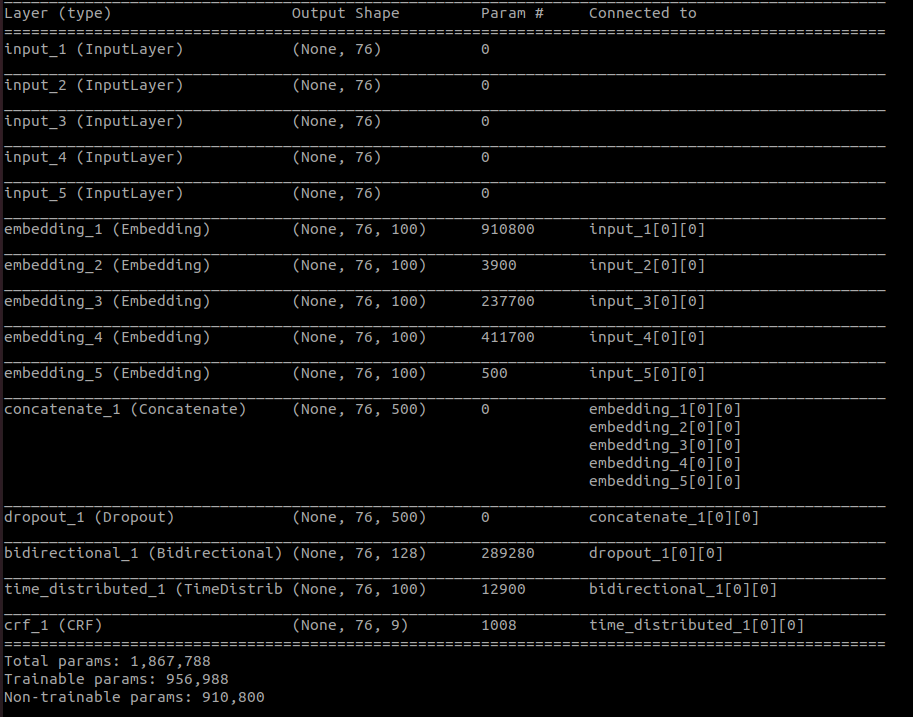 Layer (type) Output Shape Param # Connected to
==================================================================================================
input_1 (InputLayer) (None, 76) 0
input_2 (InputLayer) (None, 76) 0
input_3 (InputLayer) (None, 76) 0
input_4 (InputLayer) (None, 76) 0
input_5 (InputLayer) (None, 76) 0
embedding_1 (Embedding) (None, 76, 100) 910800 input_1[0][0]
embedding_2 (Embedding) (None, 76, 100) 3900 input_2[0][0]
embedding_3 (Embedding) (None, 76, 100) 237700 input_3[0][0]
embedding_4 (Embedding) (None, 76, 100) 411700 input_4[0][0]
embedding_5 (Embedding) (None, 76, 100) 500 input_5[0][0]
concatenate_1 (Concatenate) (None, 76, 500) 0 embedding_1[0][0]
embedding_2[0][0]
embedding_3[0][0]
embedding_4[0][0]
embedding_5[0][0]
dropout_1 (Dropout) (None, 76, 500) 0 concatenate_1[0][0]
bidirectional_1 (Bidirectional) (None, 76, 128) 289280 dropout_1[0][0]
time_distributed_1 (TimeDistrib (None, 76, 100) 12900 bidirectional_1[0][0]
crf_1 (CRF) (None, 76, 9) 1008 time_distributed_1[0][0]
==================================================================================================
Total params: 1,867,788
Trainable params: 956,988
Non-trainable params: 910,800